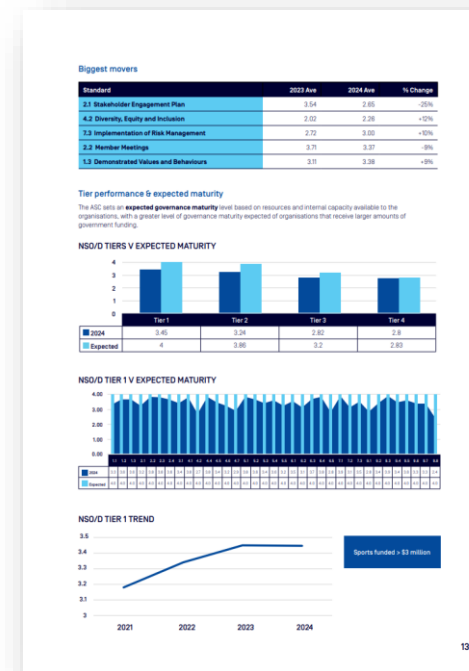 Biggest movers
Standard 2023 Ave 2024 Ave % Change
2.1 Stakeholder Engagement Plan 3.54 2.65 -25%
4.2 Diversity, Equity and Inclusion 2.02 2.26 +12%
7.3 Implementation of Risk Management 2.72 3.00 +10%
2.2 Member Meetings 3.71 3.37 -9%
1.3 Demonstrated Values and Behaviours 3.11 3.38 +9%
Tier performance & expected maturity
The ASC sets an expected governance maturity level based on resources and internal capacity available to the
organisations, with a greater level of governance maturity expected of organisations that receive larger amounts of
government funding.
NSO/D TIERS V EXPECTED MATURITY
4
3
2
1
0
Tier 1 Tier 2 Tier 3 Tier 4
2024 3.45 3.24 2.82 2.8
Expected 4 3.86 3.2 2.83
NSO/D TIER 1 V EXPECTED MATURITY
4.00
3.00
2.00
1.00
0.00
2024
Expected
NSO/D TIER 1 TREND
3.5
3.4
3.3
3.2
3.1
3
2021 2022 2023 2024
Sports funded > $3 million
13